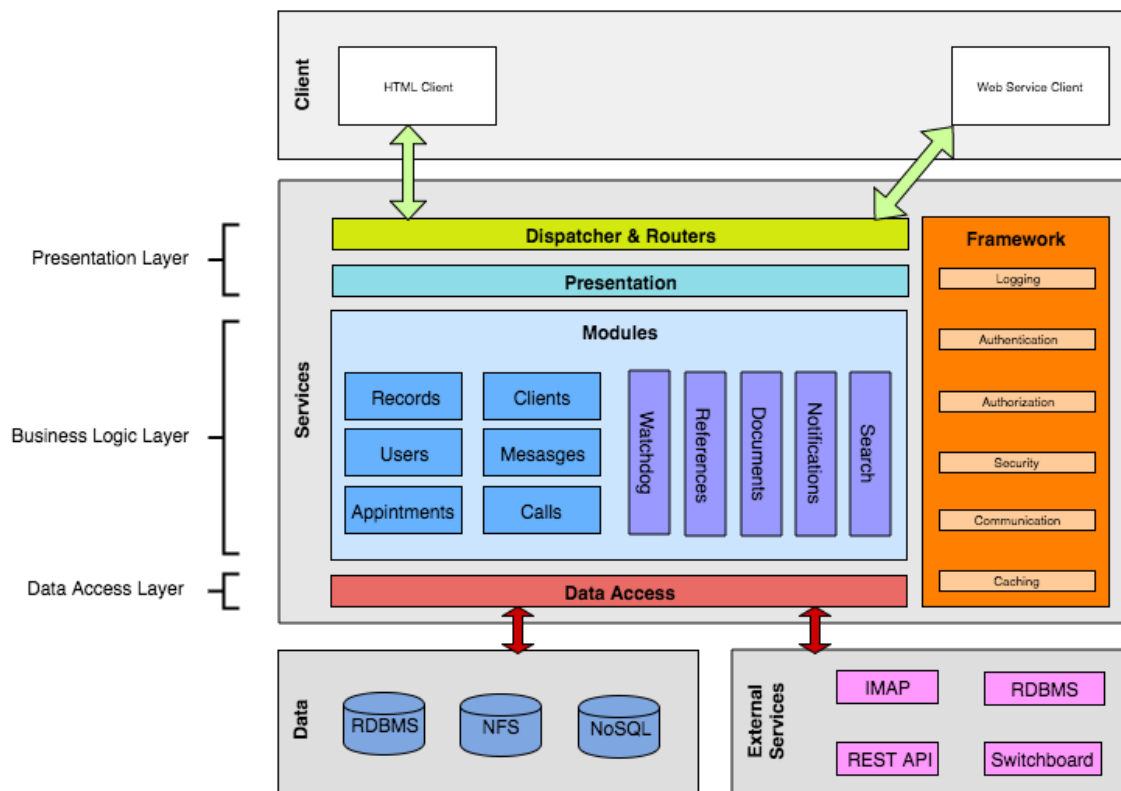 Client
HTML Client
Web Service Client
Presentation Layer
Business Logic Layer
Data Access Layer
Services
Dispatcher & Routers
Presentation
Modules
Records
Clients
Users
Mesasges
Appintments
Calls
Watchdog
References
Documents
Notifications
Search
Data Access
Framework
Logging
Authentication
Authorization
Security
Communication
Caching
Data
RDBMS
NFS
NoSQL
External
Services
IMAP
RDBMS
REST API
Switchboard